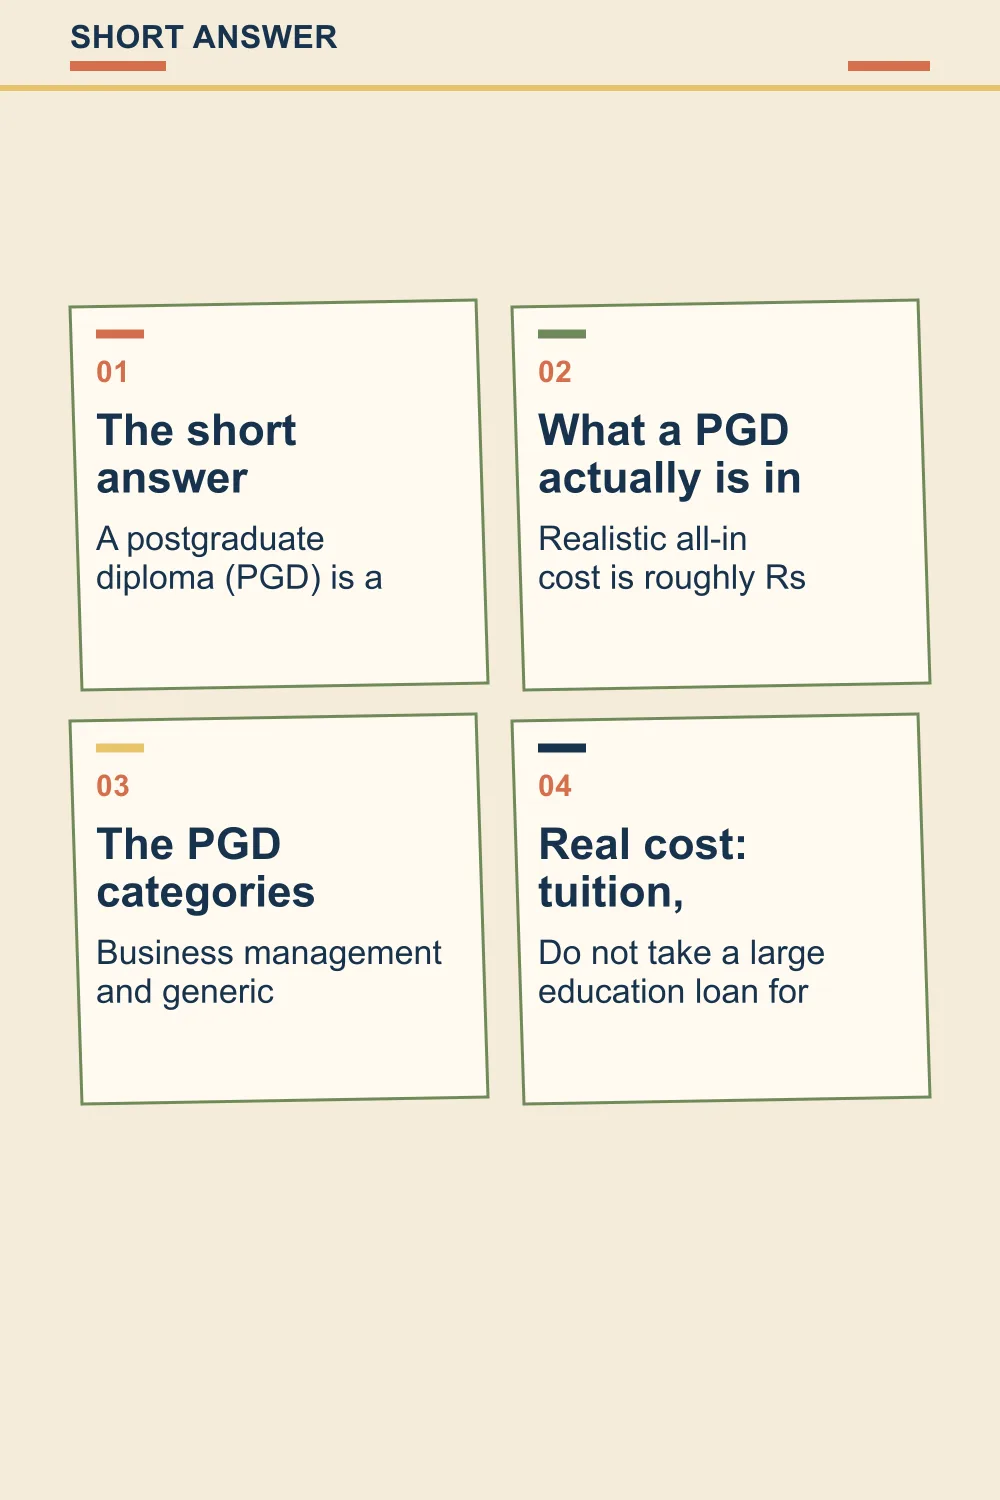 SHORT ANSWER
01
The short
answer
A postgraduate
diploma (PGD) is a
02
What a PGD
actually is in
Realistic all-in
cost is roughly Rs
03
The PGD
categories
Business management
and generic
04
Real cost:
tuition,
Do not take a large
education loan for